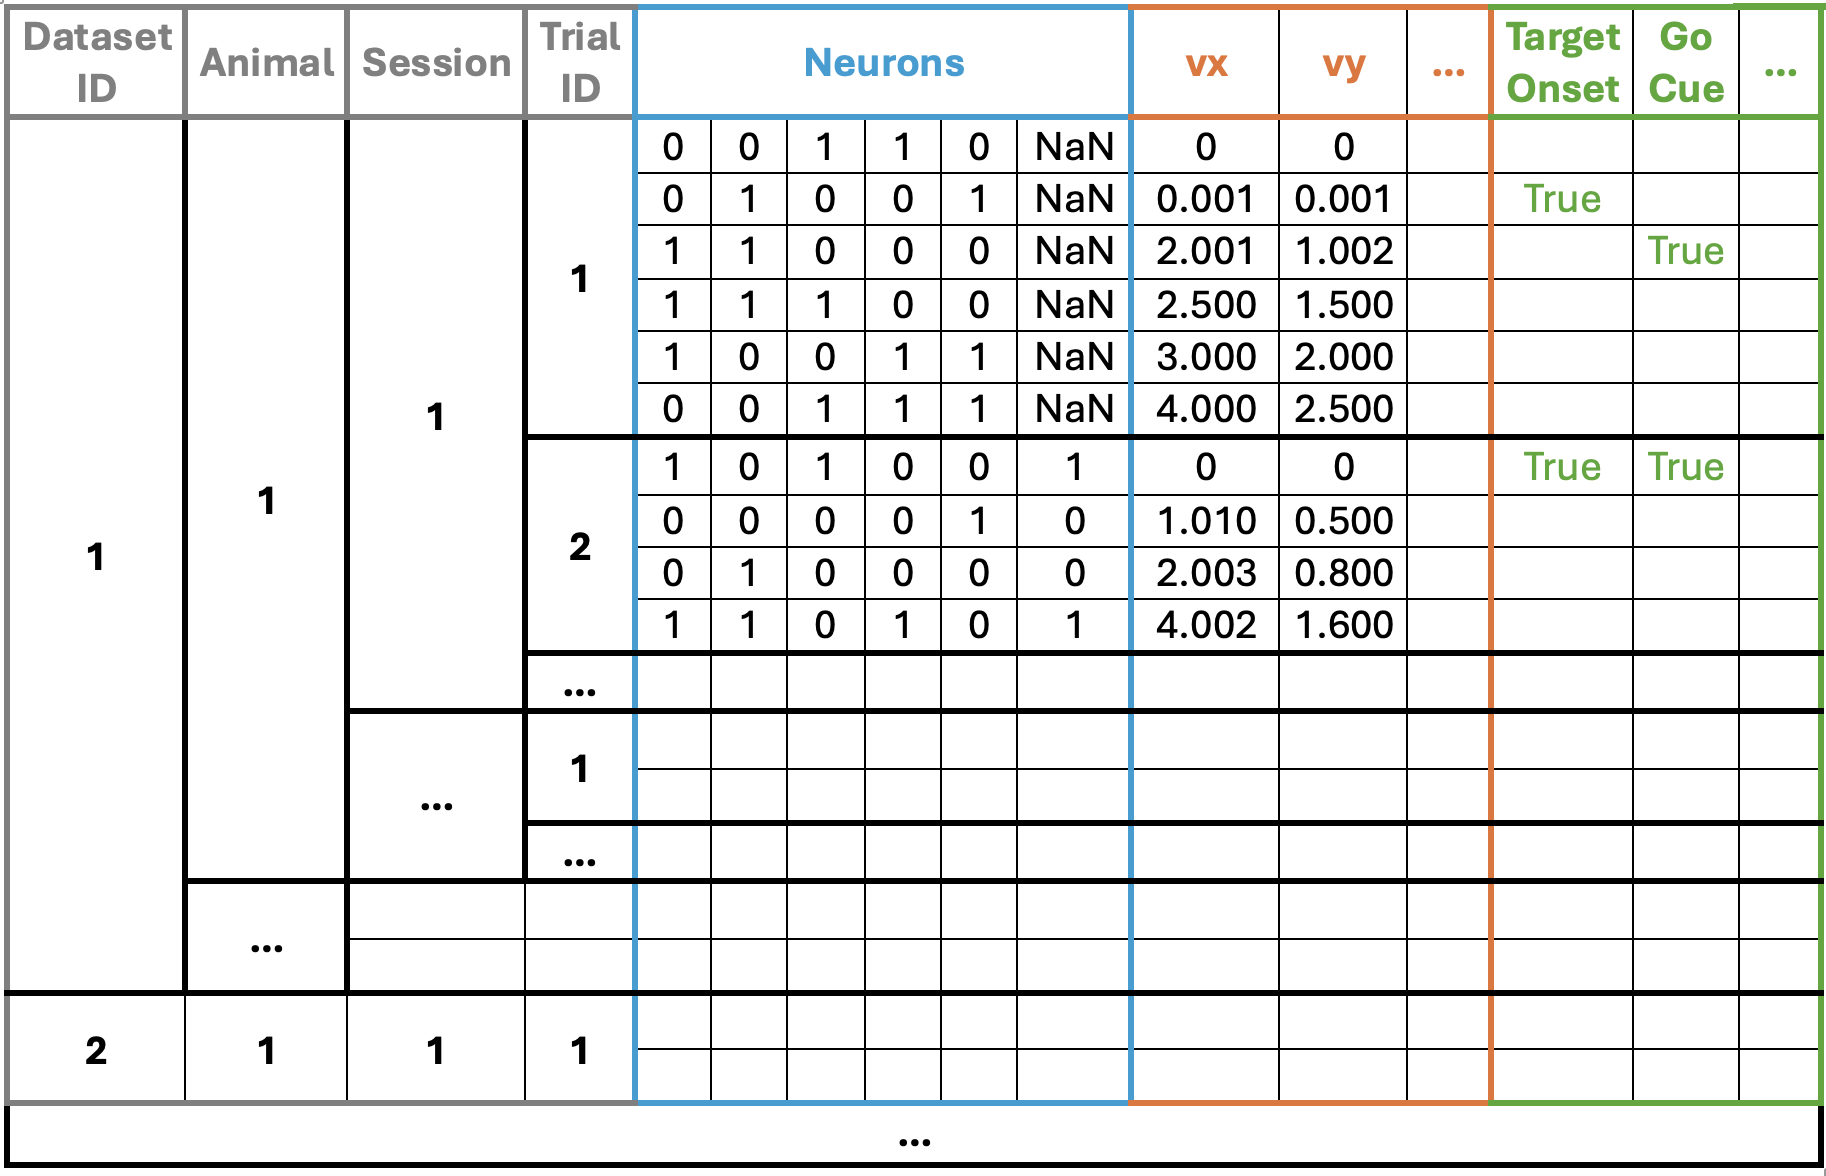 Dataset ID Animal Session Trial ID Neurons vx vy ... Target Onset Go Cue ...
1 1 1 1 0 0 1 1 0 NaN 0 0
0 1 0 0 1 NaN 0.001 0.001 True
1 1 0 0 0 NaN 2.001 1.002 True
1 1 1 0 0 NaN 2.500 1.500
1 0 0 1 1 NaN 3.000 2.000
0 0 1 1 1 NaN 4.000 2.500
2 1 0 1 0 0 1 0 0 True True
0 0 0 0 1 0 1.010 0.500
0 1 0 0 0 0 2.003 0.800
1 1 0 1 0 1 4.002 1.600
...
... 1
...
...
2 1 1 1
...